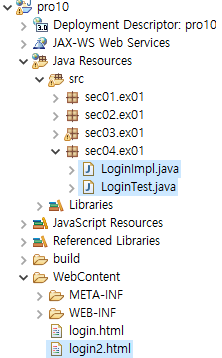 pro10
Deployment Descriptor: pro10
JAX-WS Web Services
Java Resources
src
sec01.ex01
sec02.ex01
sec03.ex01
sec04.ex01
LoginImpl.java
LoginTest.java
Libraries
JavaScript Resources
Referenced Libraries
build
WebContent
META-INF
WEB-INF
login.html
login2.html